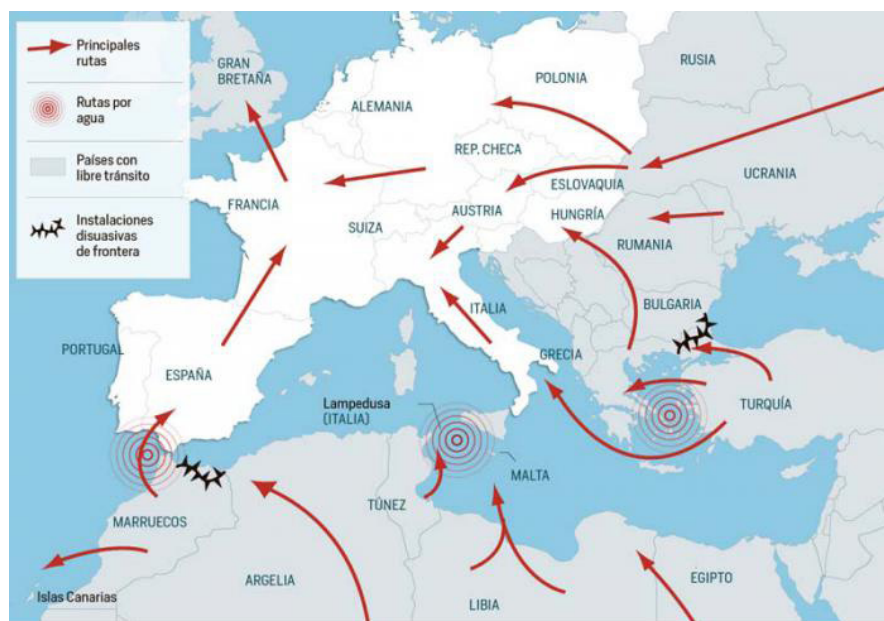 Principales
rutas
Rutas por
agua
Países con
libre tránsito
Instalaciones
disuasivas
de frontera
GRAN
BRETAÑA
RUSIA
POLONIA
ALEMANIA
REP. CHECA
UCRANIA
ESLOVAQUIA
FRANCIA
AUSTRIA
HUNGRÍA
SUIZA
RUMANIA
ITALIA
BULGARIA
PORTUGAL
GRECIA
ESPAÑA
TURQUÍA
Lampedusa
(ITALIA)
MALTA
TÚNEZ
MARRUECOS
ARGELIA
EGIPTO
Islas Canarias
LIBIA